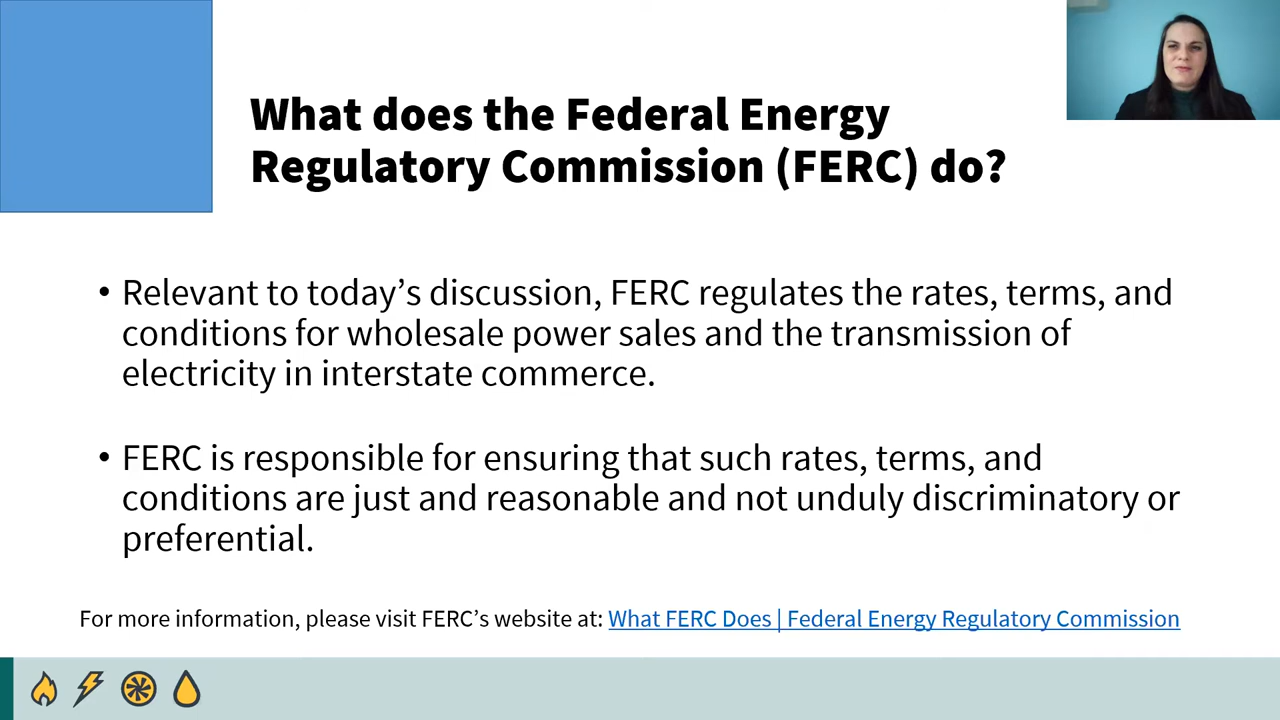 What does the Federal Energy
Regulatory Commission (FERC) do?
• Relevant to today’s discussion, FERC regulates the rates, terms, and
conditions for wholesale power sales and the transmission of
electricity in interstate commerce.
• FERC is responsible for ensuring that such rates, terms, and
conditions are just and reasonable and not unduly discriminatory or
preferential.
For more information, please visit FERC’s website at: What FERC Does | Federal Energy Regulatory Commission